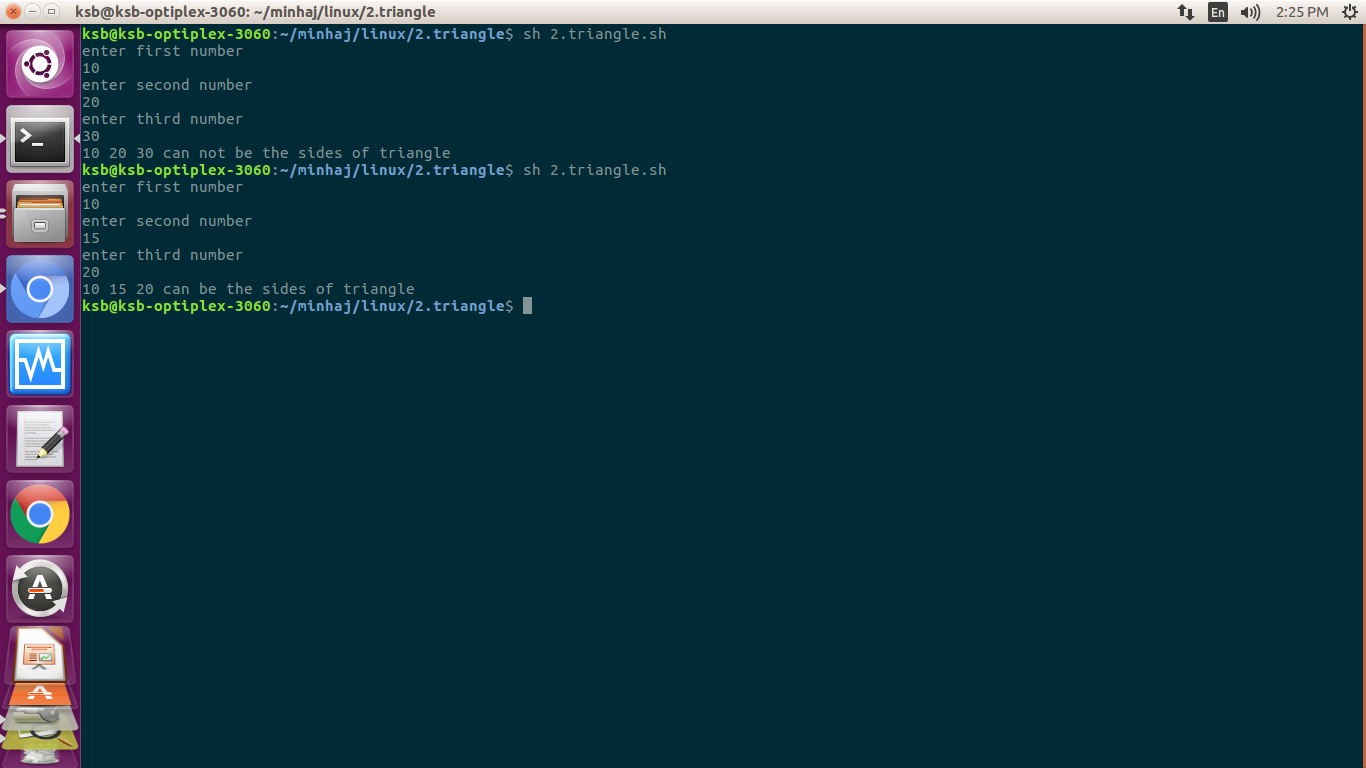 ksb@ksb-optiplex-3060: ~/minhaj/linux/2.triangle
En
2:25 PM
ksb@ksb-optiplex-3060:~/minhaj/linux/2.triangle$ sh 2.triangle.sh
enter first number
10
enter second number
20
enter third number
30
10 20 30 can not be the sides of triangle
ksb@ksb-optiplex-3060:~/minhaj/linux/2.triangle$ sh 2.triangle.sh
enter first number
10
enter second number
15
enter third number
20
10 15 20 can be the sides of triangle
ksb@ksb-optiplex-3060:~/minhaj/linux/2.triangle$